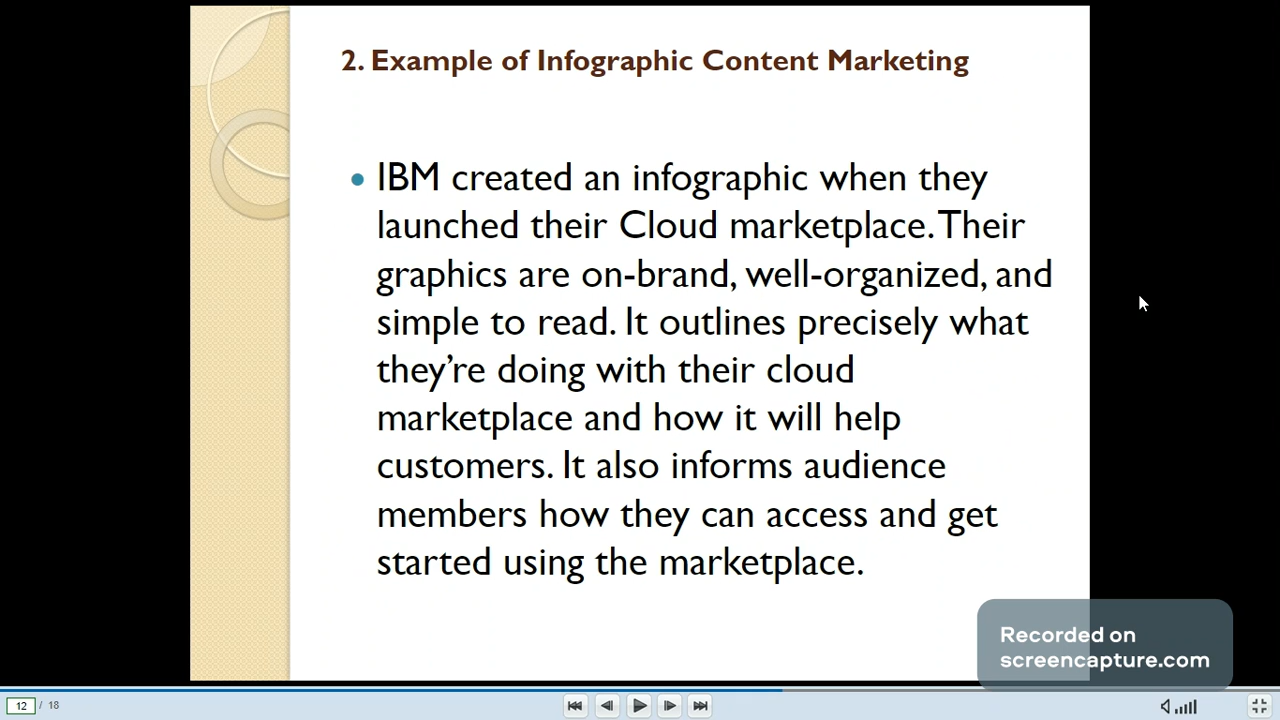 2. Example of Infographic Content Marketing
• IBM created an infographic when they
launched their Cloud marketplace. Their
graphics are on-brand, well-organized, and
simple to read. It outlines precisely what
they're doing with their cloud
marketplace and how it will help
customers. It also informs audience
members how they can access and get
started using the marketplace.
Recorded on
screencapture.com
12 / 18